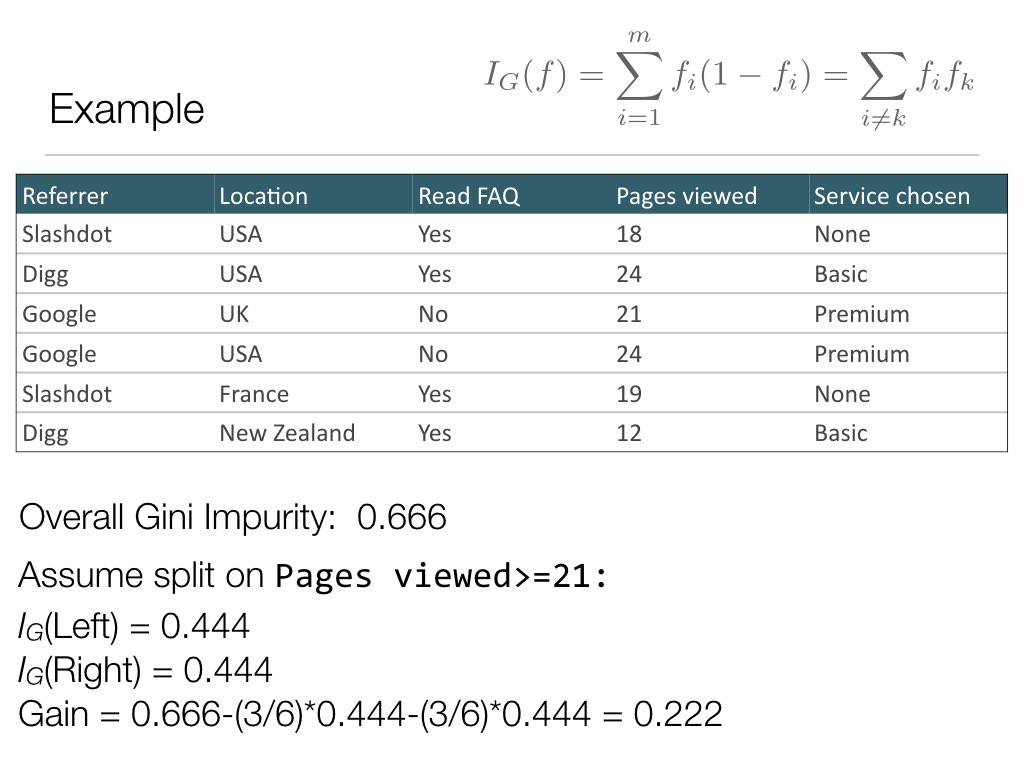 I_G(f) = \sum_{i=1}^{m} f_i(1 − f_i) = \sum_{i≠k} f_i f_k
Example
Referrer Location Read FAQ Pages viewed Service chosen
Slashdot USA Yes 18 None
Digg USA Yes 24 Basic
Google UK No 21 Premium
Google USA No 24 Premium
Slashdot France Yes 19 None
Digg New Zealand Yes 12 Basic
Overall Gini Impurity: 0.666
Assume split on Pages viewed>=21:
I_G(Left) = 0.444
I_G(Right) = 0.444
Gain = 0.666-(3/6)*0.444-(3/6)*0.444 = 0.222